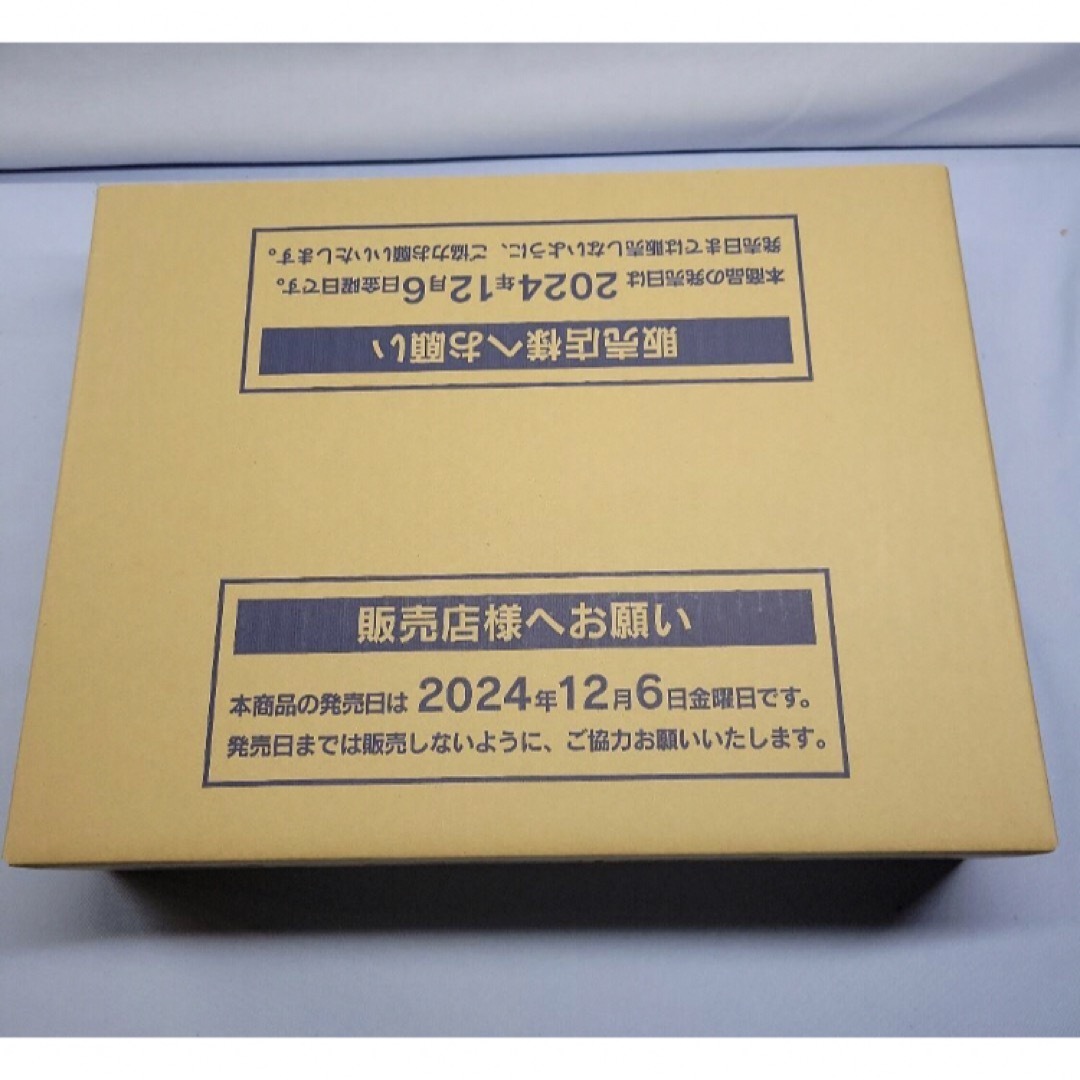 販売店様へお願い
本商品の発売日は 2024年12月6日金曜日です。
発売日までは販売しないように、ご協力お願いいたします。
販売店様へお願い
本商品の発売日は 2024年12月6日金曜日です。
発売日までは販売しないように、ご協力お願いいたします。